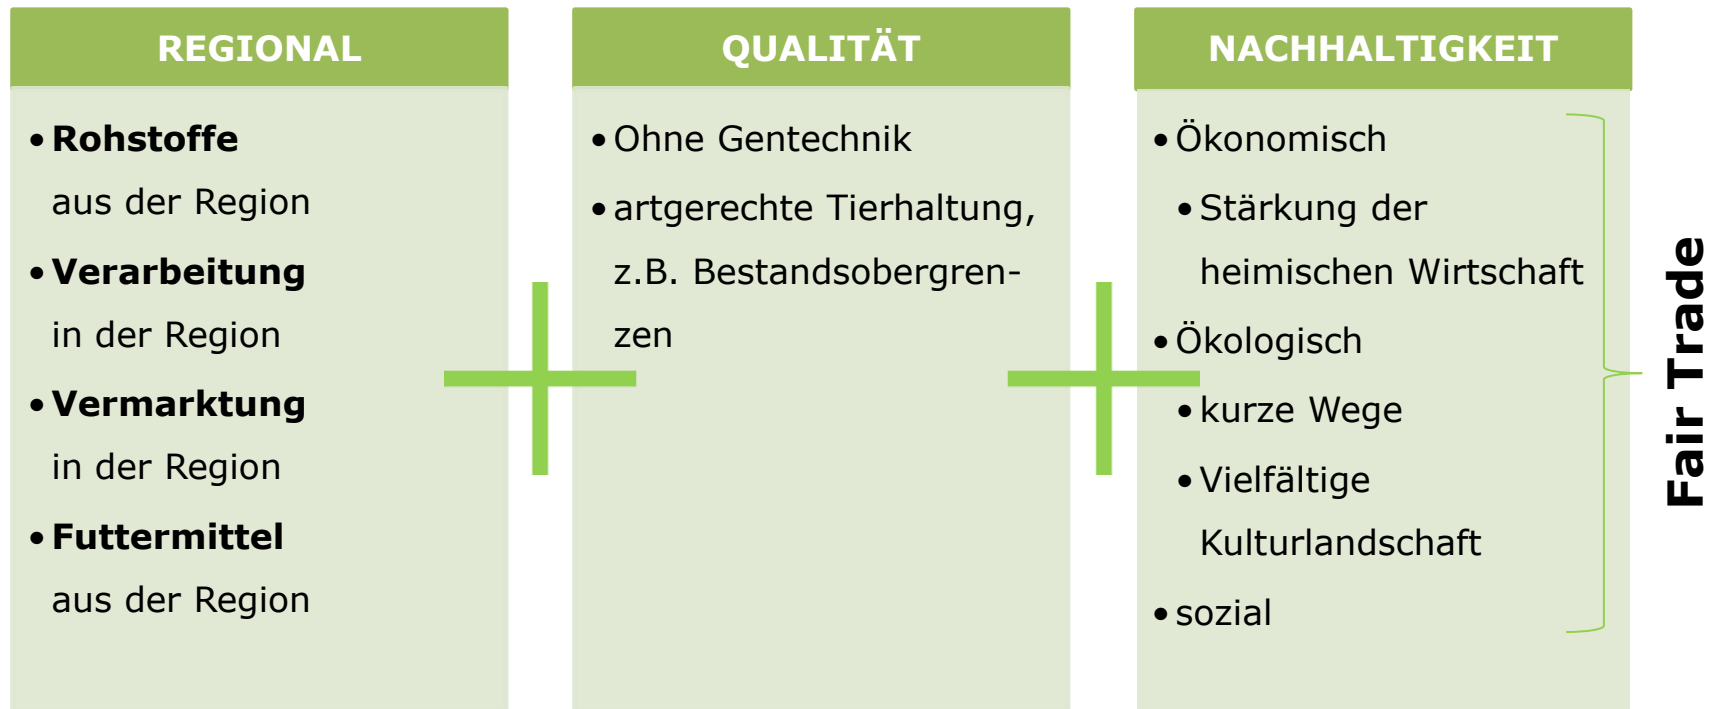 REGIONAL
• Rohstoffe
aus der Region
• Verarbeitung
in der Region
• Vermarktung
in der Region
• Futtermittel
aus der Region
QUALITÄT
• Ohne Gentechnik
• artgerechte Tierhaltung,
z.B. Bestandsobergren-
zen
NACHHALTIGKEIT
• Ökonomisch
• Stärkung der
heimischen Wirtschaft
• Ökologisch
• kurze Wege
• Vielfältige
Kulturlandschaft
• sozial
Fair Trade